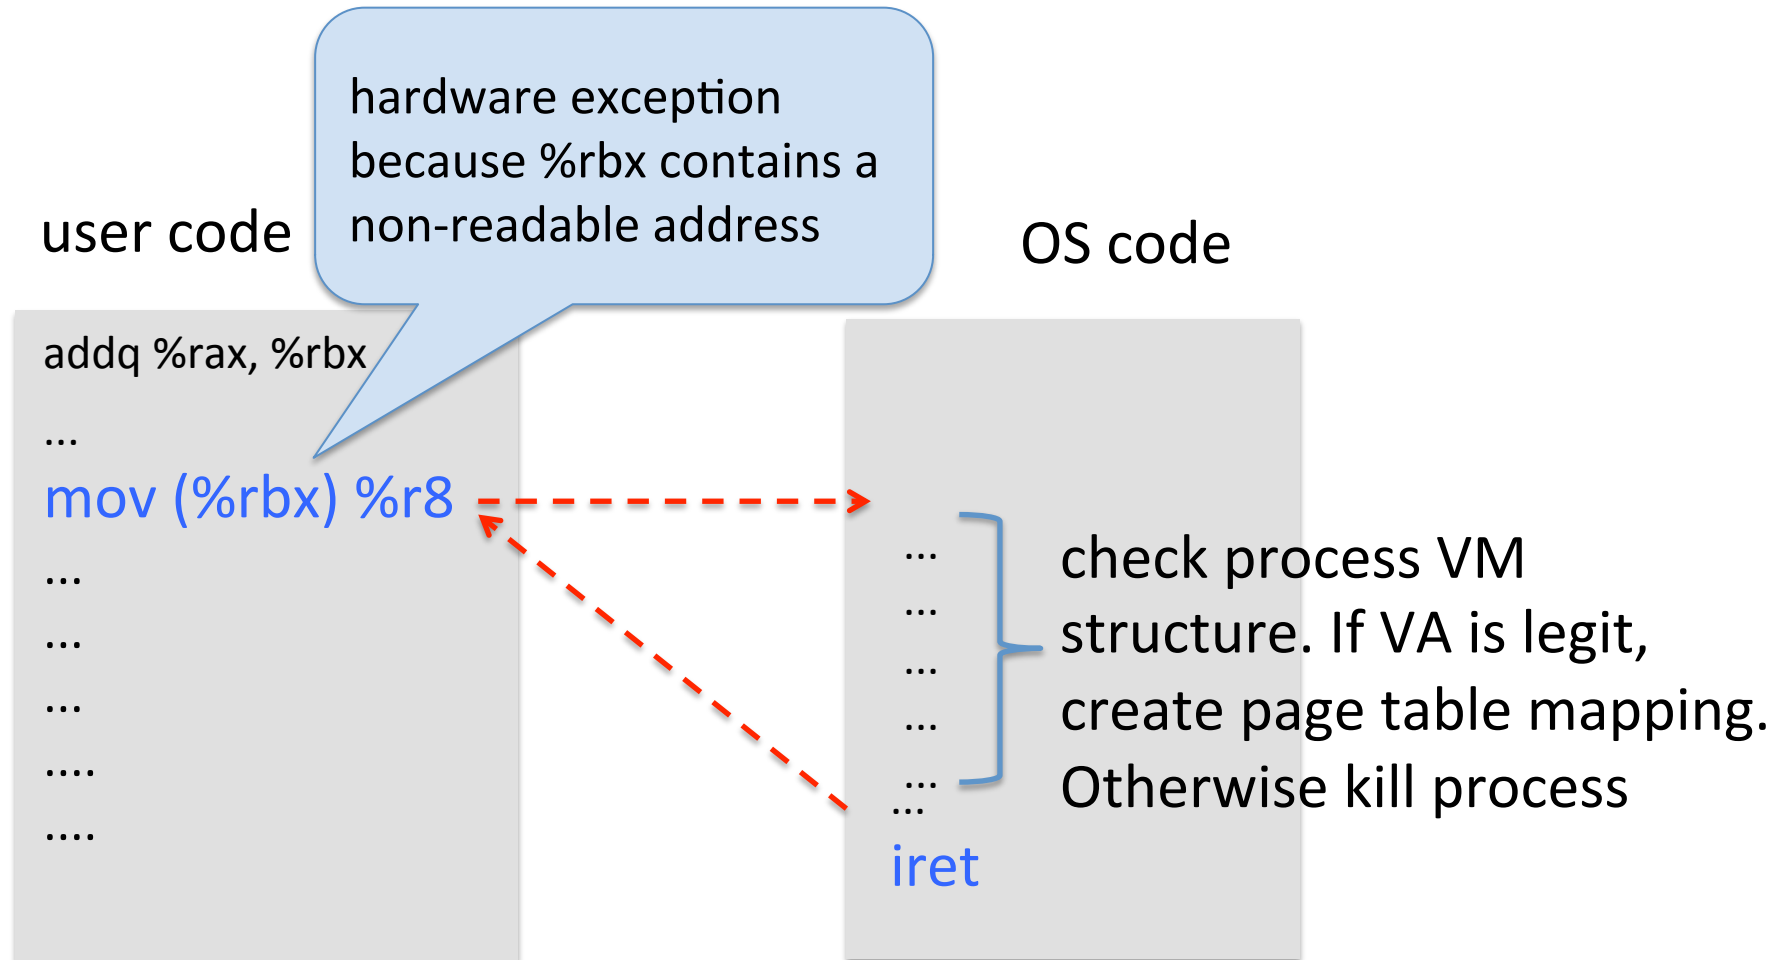 hardware exception
because %rbx contains a
non-readable address
user code
OS code
addq %rax, %rbx
...
mov (%rbx) %r8
...
...
...
....
....
...
...
...
...
...
...
iret
check process VM
structure. If VA is legit,
create page table mapping.
Otherwise kill process